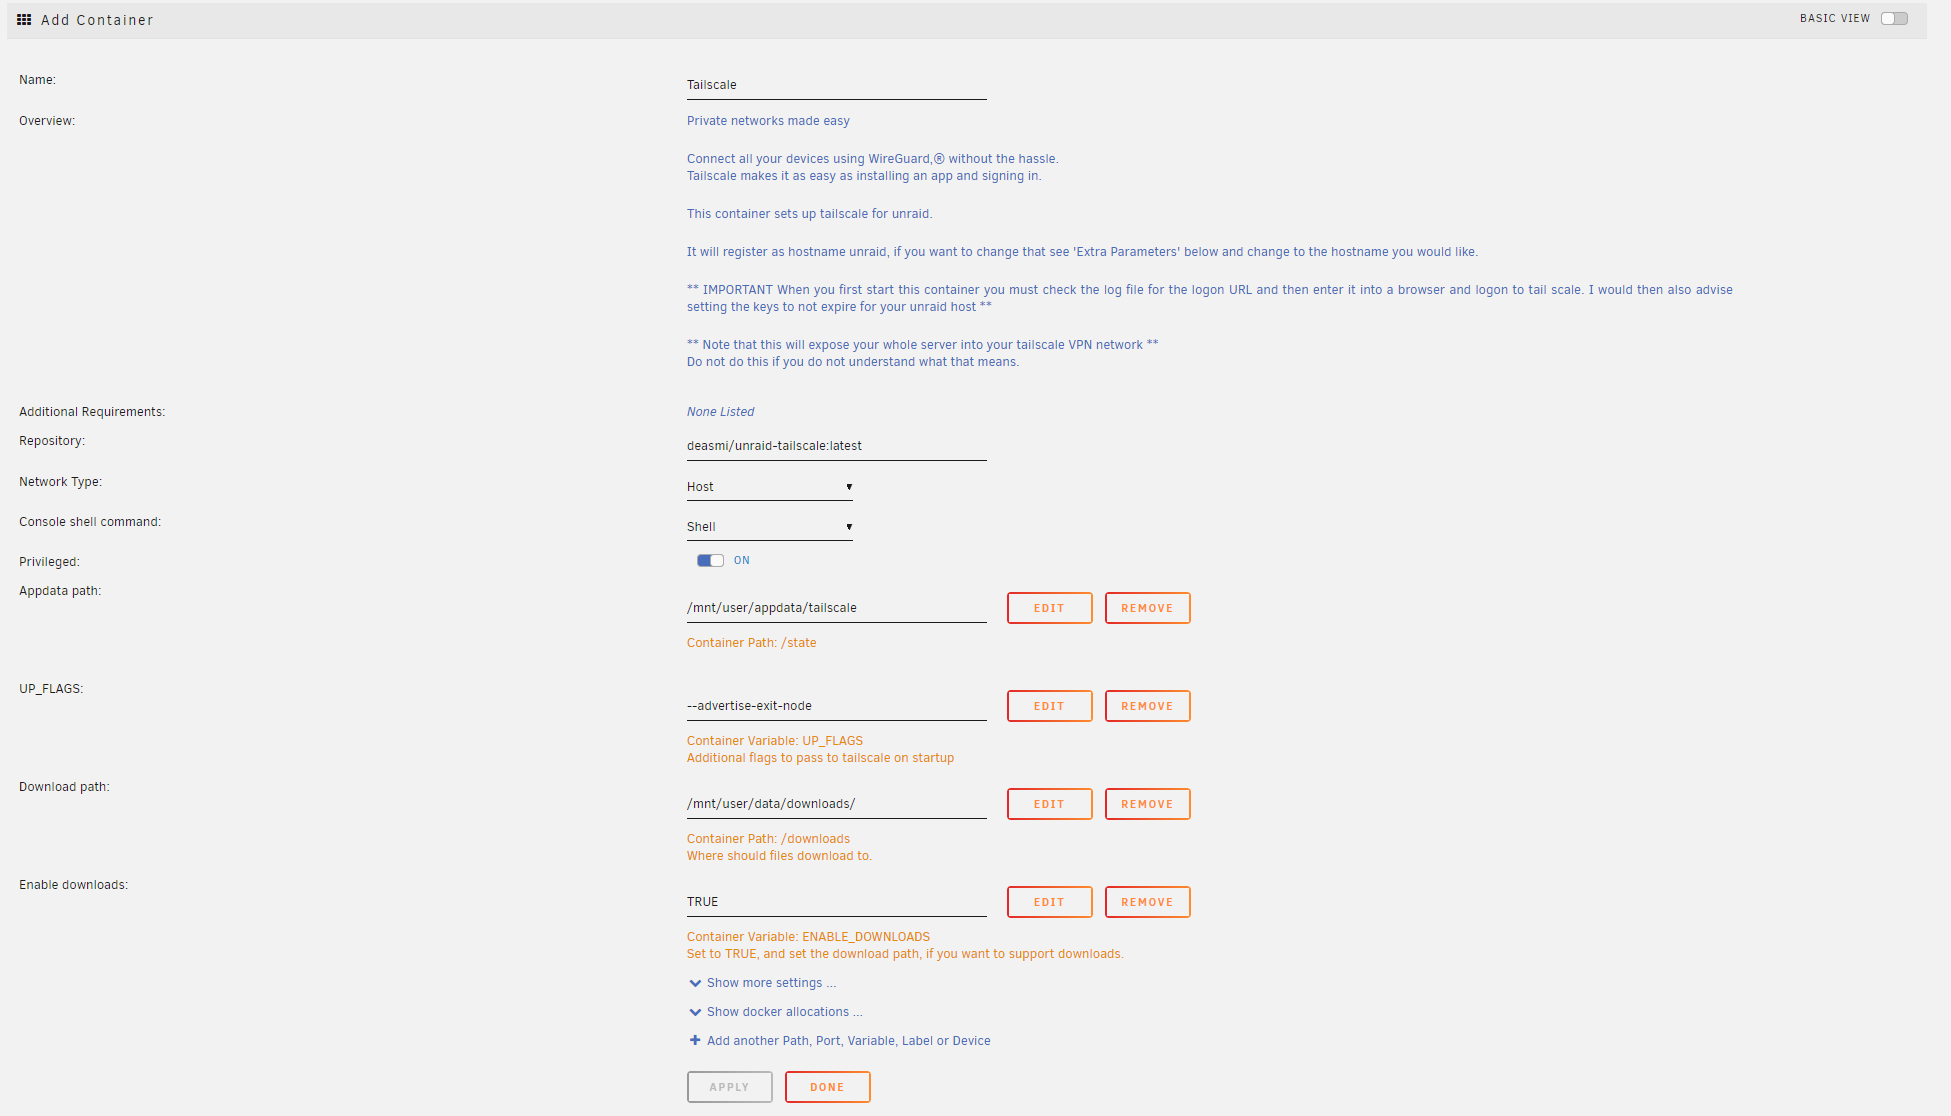 Add Container
BASIC VIEW
Name:
Tailscale
Overview:
Private networks made easy
Connect all your devices using WireGuard,® without the hassle.
Tailscale makes it as easy as installing an app and signing in.
This container sets up tailscale for unraid.
It will register as hostname unraid, if you want to change that see 'Extra Parameters' below and change to the hostname you would like.
** IMPORTANT When you first start this container you must check the log file for the logon URL and then enter it into a browser and logon to tail scale. I would then also advise
setting the keys to not expire for your unraid host **
** Note that this will expose your whole server into your tailscale VPN network **
Do not do this if you do not understand what that means.
Additional Requirements:
None Listed
Repository:
deasmi/unraid-tailscale:latest
Network Type:
Host
Console shell command:
Shell
Privileged:
ON
Appdata path:
/mnt/user/appdata/tailscale
EDIT
REMOVE
Container Path: /state
UP_FLAGS:
--advertise-exit-node
EDIT
REMOVE
Container Variable: UP_FLAGS
Additional flags to pass to tailscale on startup
Download path:
/mnt/user/data/downloads/
EDIT
REMOVE
Container Path: /downloads
Where should files download to.
Enable downloads:
TRUE
EDIT
REMOVE
Container Variable: ENABLE_DOWNLOADS
Set to TRUE, and set the download path, if you want to support downloads.
Show more settings ...
Show docker allocations ...
Add another Path, Port, Variable, Label or Device
APPLY
DONE